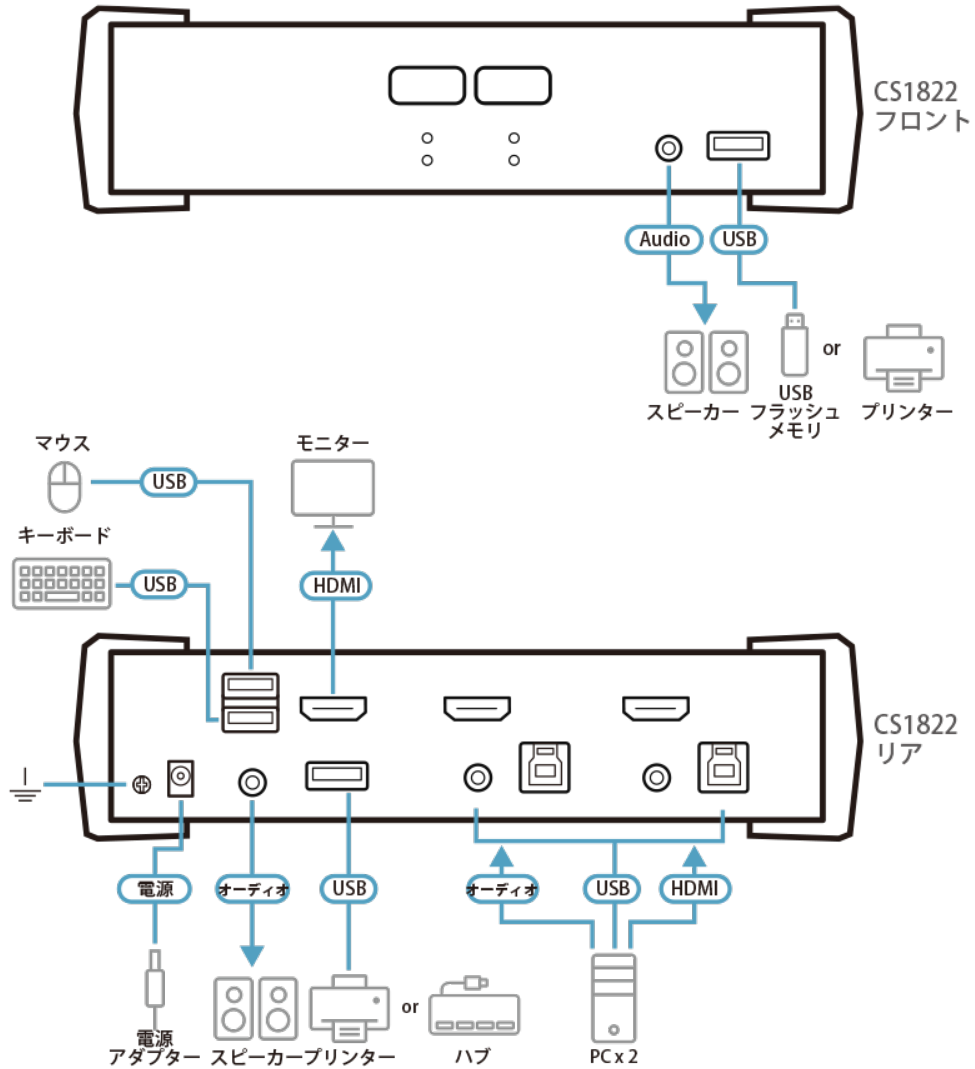 CS1822
フロント
Audio
USB
or
スピーカー
USB
フラッシュ
メモリ
プリンター
マウス
USB
モニター
キーボード
USB
HDMI
CS1822
リア
電源
オーディオ
USB
オーディオ
USB
HDMI
or
電源
アダプター
スピーカー
プリンター
ハブ
PC x 2